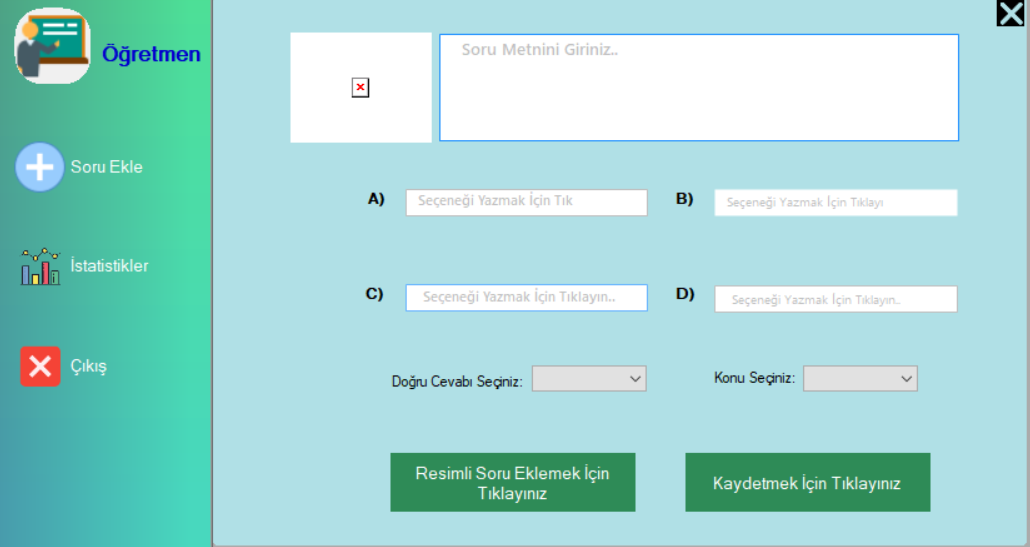 Öğretmen
Soru Ekle
İstatistikler
Çıkış
Soru Metnini Giriniz..
A)
Seçeneği Yazmak İçin Tık
B)
Seçeneği Yazmak İçin Tıklayı
C)
Seçeneği Yazmak İçin Tıklayın..
D)
Seçeneği Yazmak İçin Tıklayın..
Doğru Cevabı Seçiniz:
Konu Seçiniz:
Resimli Soru Eklemek İçin
Tıklayınız
Kaydetmek İçin Tıklayınız